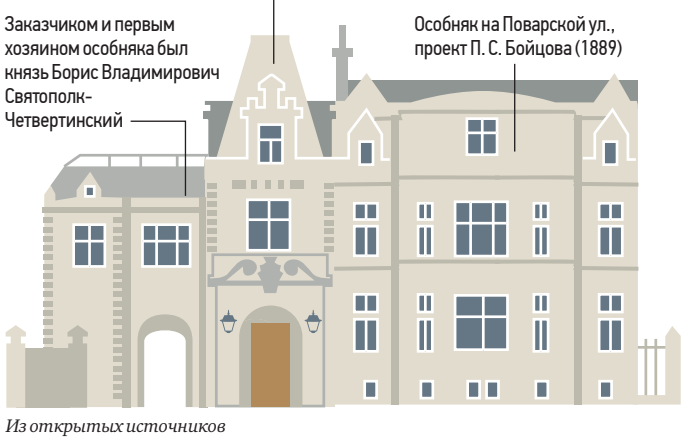 Заказчиком и первым
хозяином особняка был
князь Борис Владимирович
Святополк-
Четвертинский
Особняк на Поварской ул.,
проект П. С. Бойцова (1889)
Из открытых источников